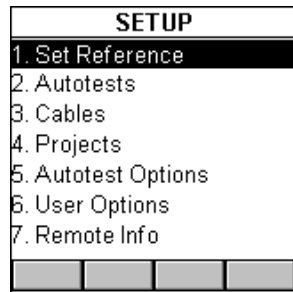 SETUP
1. Set Reference
2. Autotests
3. Cables
4. Projects
5. Autotest Options
6. User Options
7. Remote Info